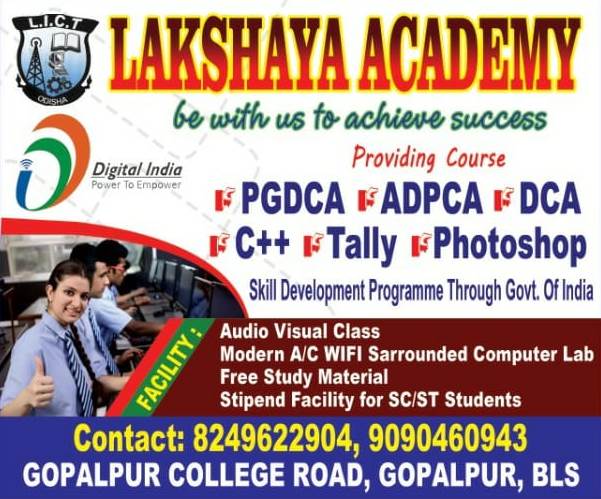 L.I.C.T
ODISHA
LAKSHAYA ACADEMY
be with us to achieve success
Digital India
Power To Empower
Providing Course
PGDCA ADPCA DCA
C++ Tally Photoshop
Skill Development Programme Through Govt. Of India
FACILITY :
Audio Visual Class
Modern A/C WIFI Sarrounded Computer Lab
Free Study Material
Stipend Facility for SC/ST Students
Contact: 8249622904, 9090460943
GOPALPUR COLLEGE ROAD, GOPALPUR, BLS